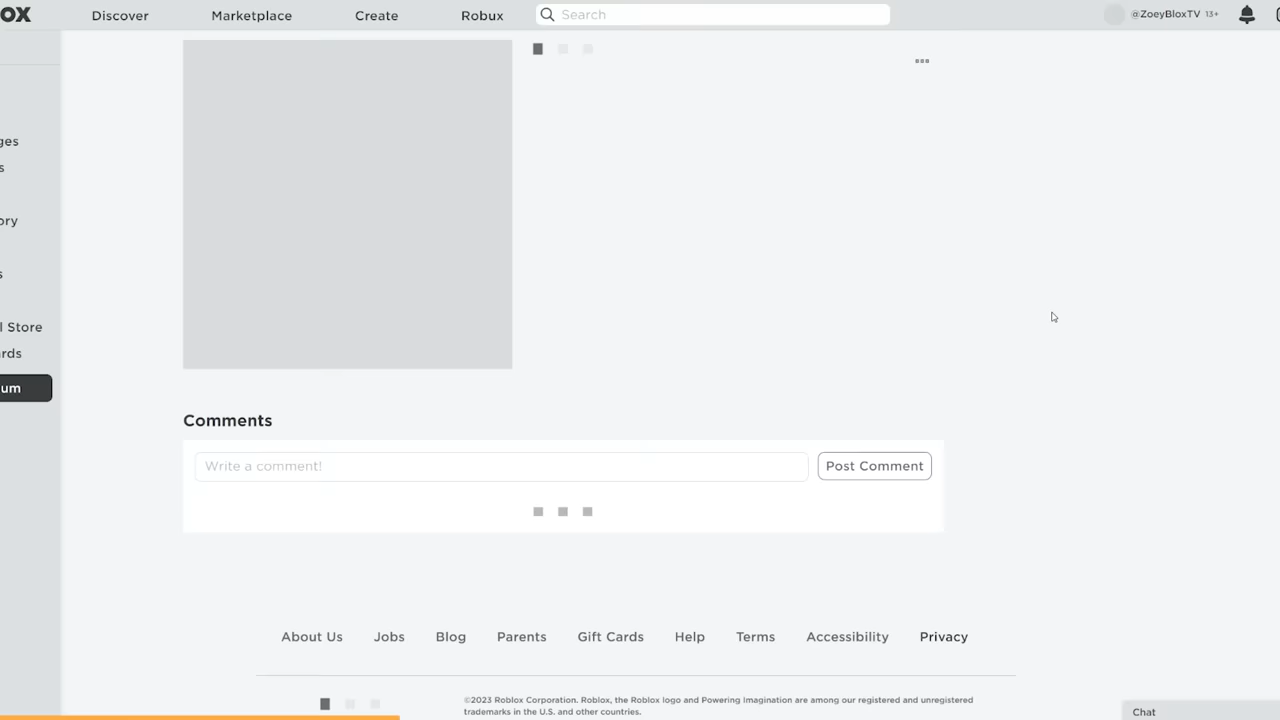 OX
Discover
Marketplace
Create
Robux
Search
@ZoeyBloxTV 13+
ges
s
ory
s
l Store
rds
um
Comments
Write a comment!
Post Comment
About Us
Jobs
Blog
Parents
Gift Cards
Help
Terms
Accessibility
Privacy
©2023 Roblox Corporation. Roblox, the Roblox logo and Powering Imagination are among our registered and unregistered
trademarks in the U.S. and other countries.
Chat